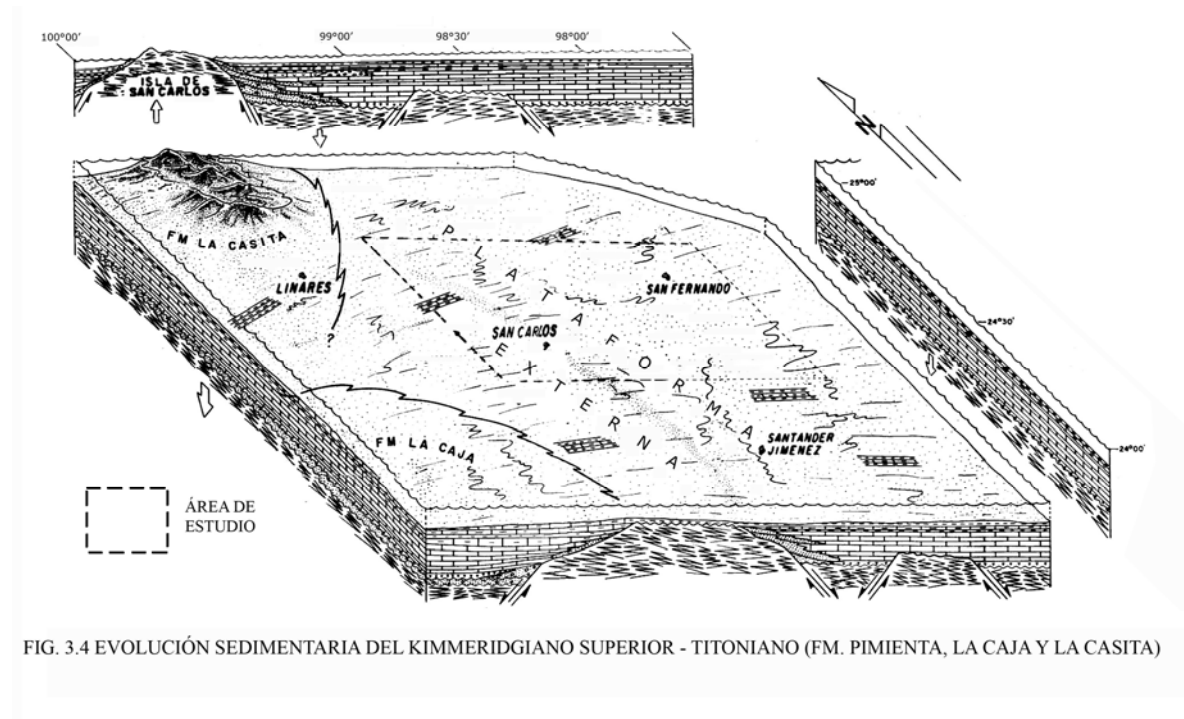 100°00'
99°00'
98°30'
98°00'
ISLA DE
SAN CARLOS
N
25°00'
24°30'
24°00'
FM LA CASITA
LINARES
?
PLATAFORMA
EXTERNA
SAN FERNANDO
SAN CARLOS
FM LA CAJA
SANTANDER
JIMENEZ
ÁREA DE
ESTUDIO
FIG. 3.4 EVOLUCIÓN SEDIMENTARIA DEL KIMMERIDGIANO SUPERIOR - TITONIANO (FM. PIMIENTA, LA CAJA Y LA CASITA)